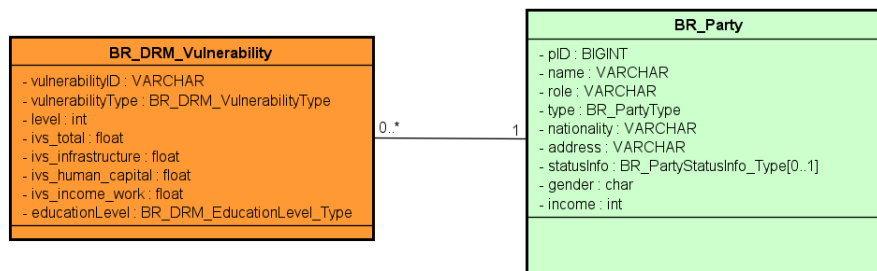 BR_DRM_Vulnerability
- vulnerabilityID : VARCHAR
- vulnerabilityType : BR_DRM_VulnerabilityType
- level : int
- ivs_total : float
- ivs_infrastructure : float
- ivs_human_capital : float
- ivs_income_work : float
- educationLevel : BR_DRM_EducationLevel_Type
0..*
1
BR_Party
- pID : BIGINT
- name : VARCHAR
- role : VARCHAR
- type : BR_PartyType
- nationality : VARCHAR
- address : VARCHAR
- statusInfo : BR_PartyStatusInfo_Type[0..1]
- gender : char
- income : int